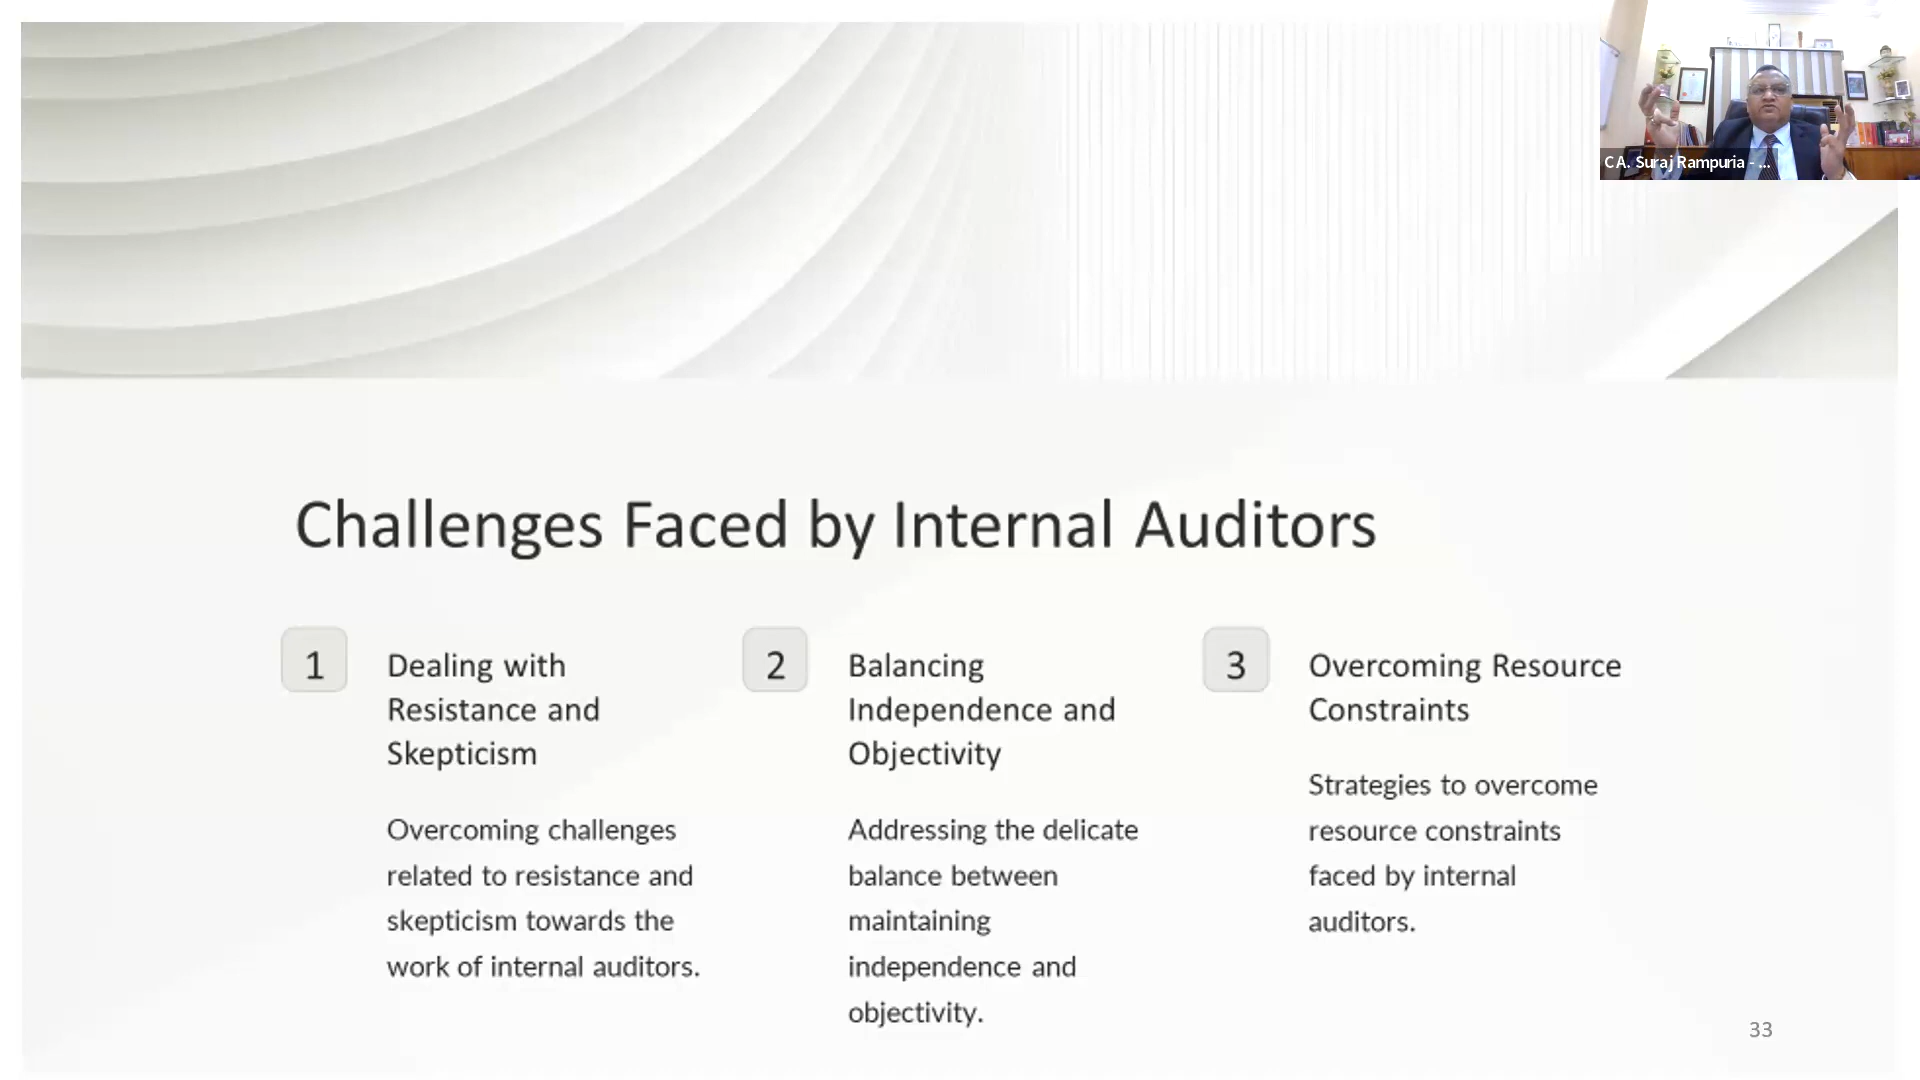 CA. Suraj Rampuria - ...
Challenges Faced by Internal Auditors
1
Dealing with
Resistance and
Skepticism
Overcoming challenges
related to resistance and
skepticism towards the
work of internal auditors.
2
Balancing
Independence and
Objectivity
Addressing the delicate
balance between
maintaining
independence and
objectivity.
3
Overcoming Resource
Constraints
Strategies to overcome
resource constraints
faced by internal
auditors.
33